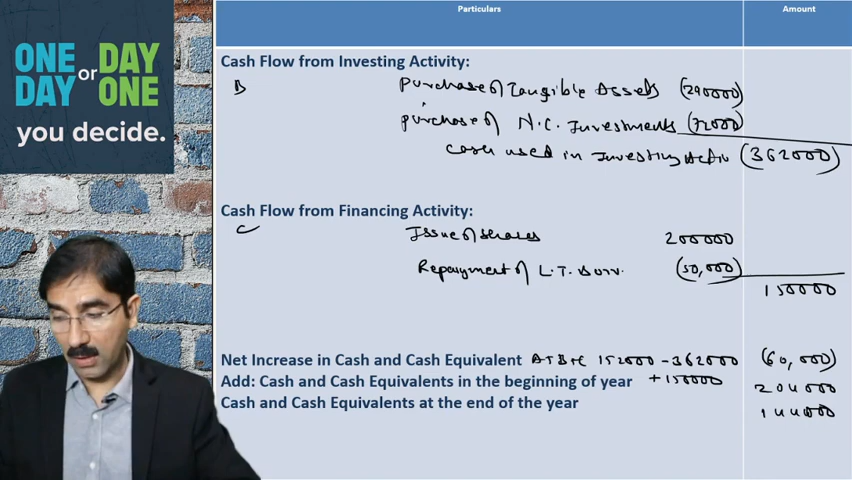 ONE or DAY
DAY ONE
you decide.
Particulars Amount
Cash Flow from Investing Activity:
B Purchase of Tangible Assets (290000)
purchase of N.C. Investments (72000)
cash used in Investing Activ (362000)
Cash Flow from Financing Activity:
C Issue of shares 200000
Repayment of L.T. Borr. (50,000)
150000
Net Increase in Cash and Cash Equivalent A+B+C 152000 - 362000 (60,000)
Add: Cash and Cash Equivalents in the beginning of year + 150000 204000
Cash and Cash Equivalents at the end of the year 144000